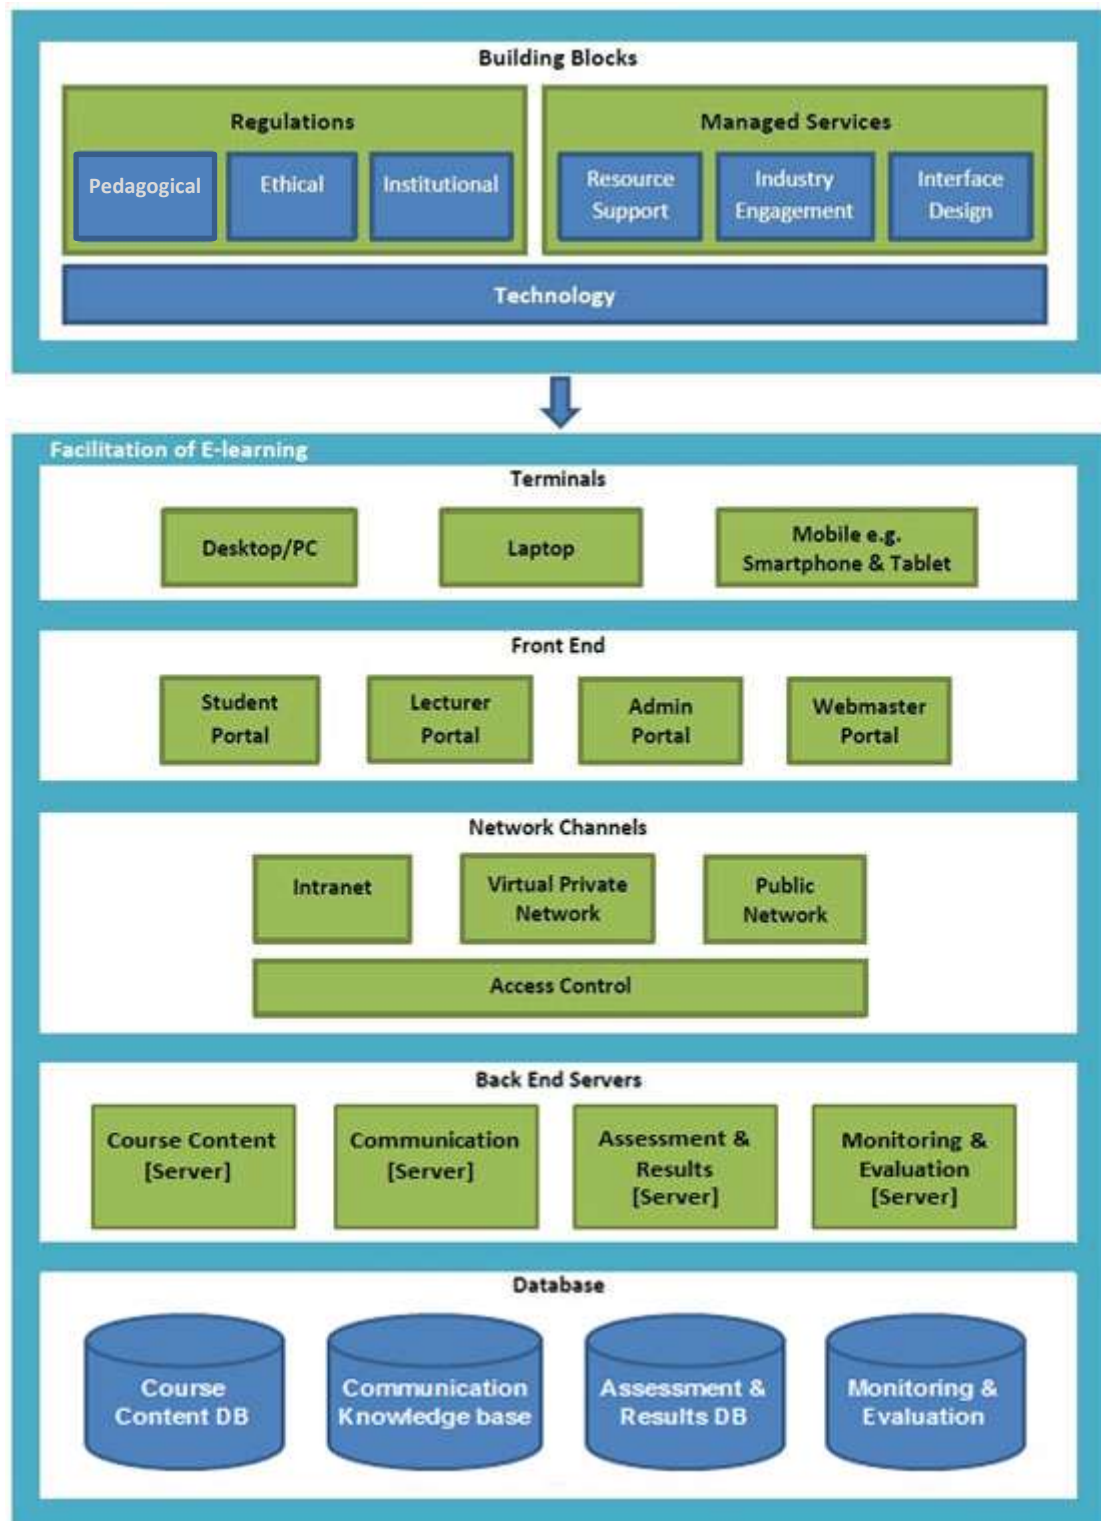 Building Blocks
Regulations
Pedagogical
Ethical
Institutional
Managed Services
Resource
Support
Industry
Engagement
Interface
Design
Technology
Facilitation of E-learning
Terminals
Desktop/PC
Laptop
Mobile e.g.
Smartphone & Tablet
Front End
Student
Portal
Lecturer
Portal
Admin
Portal
Webmaster
Portal
Network Channels
Intranet
Virtual Private
Network
Public
Network
Access Control
Back End Servers
Course Content
[Server]
Communication
[Server]
Assessment &
Results
[Server]
Monitoring &
Evaluation
[Server]
Database
Course
Content DB
Communication
Knowledge base
Assessment &
Results DB
Monitoring &
Evaluation